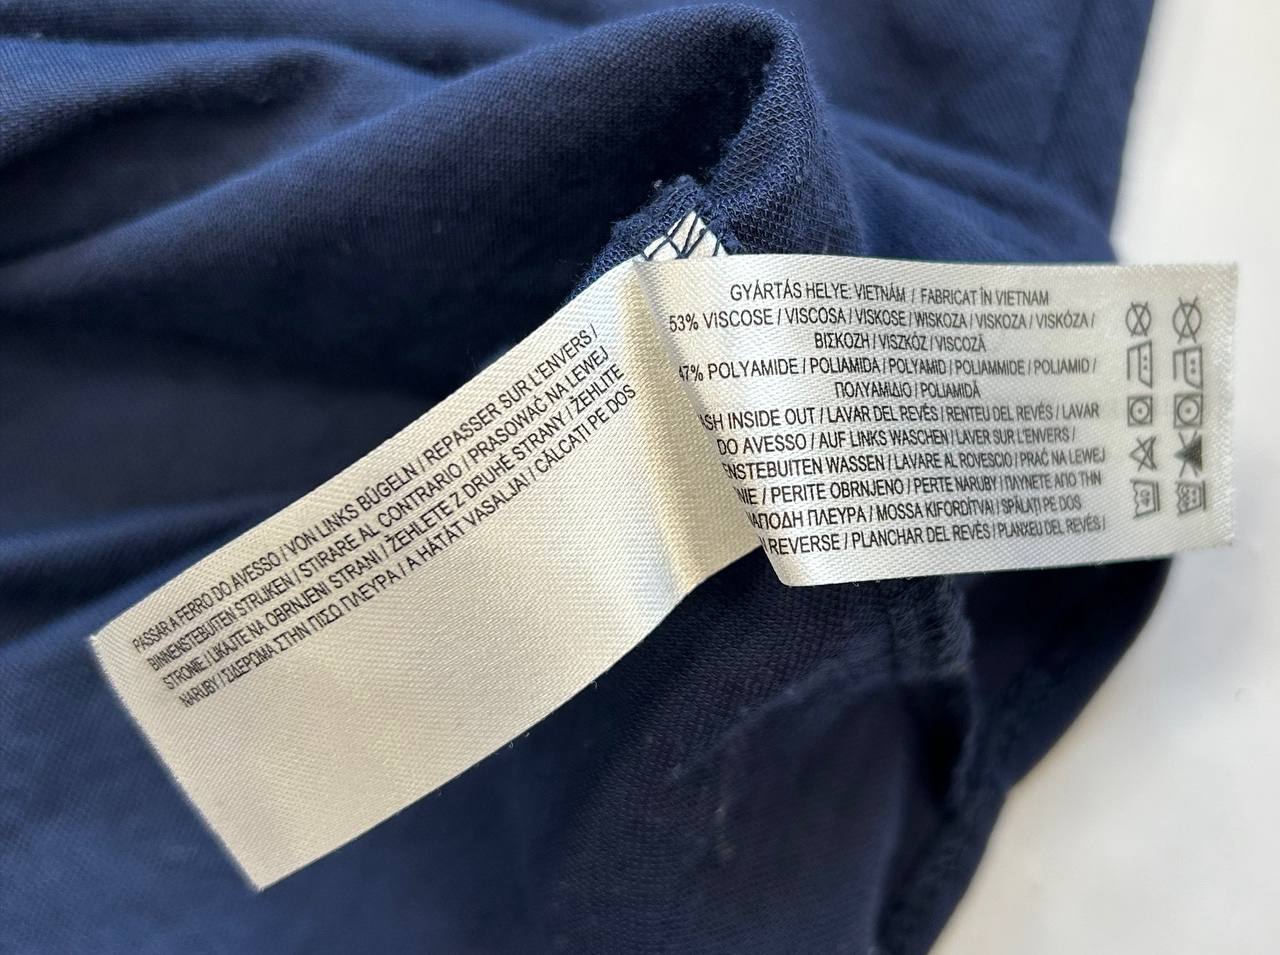 GYÁRTÁS HELYE: VIETNÁM / FABRICAT ÎN VIETNAM
53% VISCOSE / VISCOSA / VISKOSE / WISKOZA / VISKOZA / VISKÓZA /
ΒΙΣΚΟΖΗ / VISZKÓZ / VISCOZĂ
47% POLYAMIDE / POLIAMIDA / POLYAMID / POLIAMMIDE / POLIAMID /
ΠΟΛΥΑΜΙΔΙΟ / POLIAMIDĂ
ASH INSIDE OUT / LAVAR DEL REVÉS / RENTEU DEL REVÉS / LAVAR
DO AVESSO / AUF LINKS WASCHEN / LAVER SUR L'ENVERS /
ENSTEBUITEN WASSEN / LAVARE AL ROVESCIO / PRAĆ NA LEWEJ
NIE / PERITE OBRNJENO / PERTE NARUBY / ΠΛΥΝΕΤΕ ΑΠΟ ΤΗΝ
ΑΠΟΔΗ ΠΛΕΥΡΑ / MOSSA KIFORDÍTVA / SPĂLAȚI PE DOS
REVERSE / PLANCHAR DEL REVÉS / PLANXEU DEL REVÉS /
40
PASSAR A FERRO DO AVESSO / VON LINKS BÜGELN / REPASSER SUR L'ENVERS /
BINNENSTEBUITEN STRIJKEN / STIRARE AL CONTRARIO / PRASOWAĆ NA LEWEJ
STRONIE / LIKAJTE NA OBRNJENI STRANI / ŽEHLETE Z DRUHÉ STRANY / ŽEHLITE
NARUBY / ΣΙΔΕΡΩΜΑ ΣΤΗΝ ΠΙΣΩ ΠΛΕΥΡΑ / A HÁTÁT VASALJA / CĂLCAȚI PE DOS